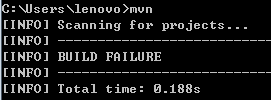 C:\Users\lenovo>mvn
[INFO] Scanning for projects...
[INFO] ------------------------
[INFO] BUILD FAILURE
[INFO] ------------------------
[INFO] Total time: 0.188s